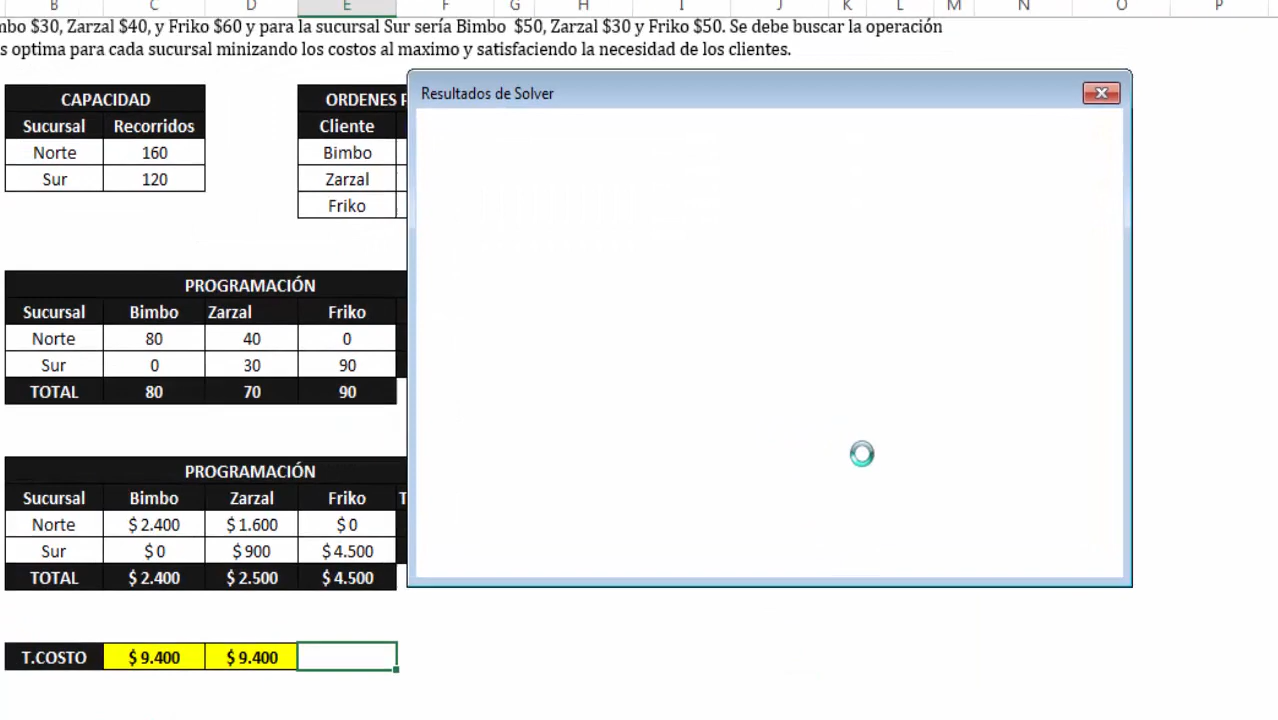 B C D E F G H I J K L M N O P
mbo $30, Zarzal $40, y Friko $60 y para la sucursal Sur sería Bimbo $50, Zarzal $30 y Friko $50. Se debe buscar la operación
s optima para cada sucursal minizando los costos al maximo y satisfaciendo la necesidad de los clientes.
Resultados de Solver
CAPACIDAD ORDENES
Sucursal Recorridos Cliente
Norte 160 Bimbo
Sur 120 Zarzal
Friko
PROGRAMACIÓN
Sucursal Bimbo Zarzal Friko
Norte 80 40 0
Sur 0 30 90
TOTAL 80 70 90
PROGRAMACIÓN
Sucursal Bimbo Zarzal Friko T
Norte $ 2.400 $ 1.600 $ 0
Sur $ 0 $ 900 $ 4.500
TOTAL $ 2.400 $ 2.500 $ 4.500
T.COSTO $ 9.400 $ 9.400